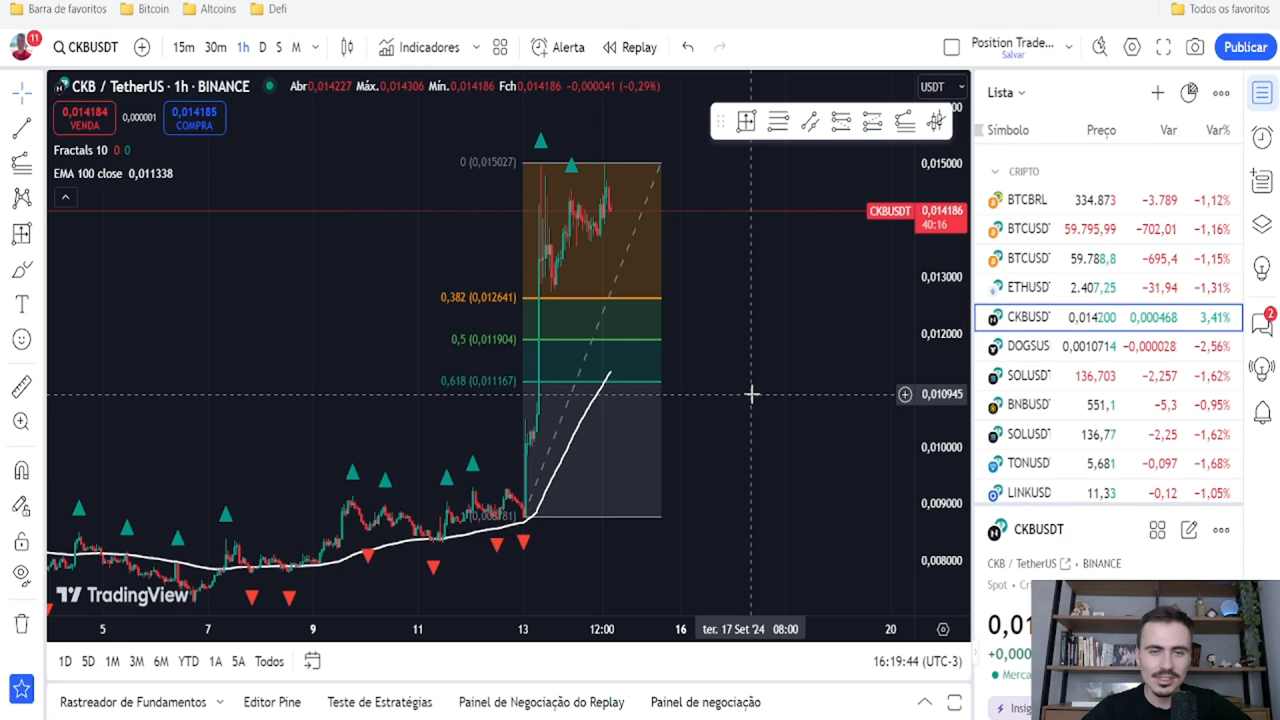 Barra de favoritos Bitcoin Altcoins Defi Todos os favoritos
11 CKBUSDT 15m 30m 1h D S M Indicadores Alerta Replay Position Trade... Salvar Publicar
CKB / TetherUS · 1h · BINANCE Abr0,014227 Máx.0,014306 Mín.0,014186 Fch0,014186 −0,000041 (−0,29%) USDT
0,014184 VENDA 0,000001 0,014185 COMPRA
Fractals 10 0 0
EMA 100 close 0,011338
0 (0,015027)
0,382 (0,012641)
0,5 (0,011904)
0,618 (0,011167)
0,015000
CKBUSDT 0,014186
40:16
0,013000
0,012000
0,010945
0,010000
0,009000
0,008000
TradingView
5 7 9 11 13 12:00 16 ter. 17 Set '24 08:00 20
1D 5D 1M 3M 6M YTD 1A 5A Todos 16:19:44 (UTC-3)
Rastreador de Fundamentos Editor Pine Teste de Estratégias Painel de Negociação do Replay Painel de negociação
Lista
Símbolo Preço Var Var%
CRIPTO
BTCBRL 334.873 −3.789 −1,12%
BTCUSD 59.795,99 −702,01 −1,16%
BTCUSD 59.788,8 −695,4 −1,15%
ETHUSD 2.407,25 −31,94 −1,31%
CKBUSD 0,014200 0,000468 3,41%
DOGSUS 0,0010714 −0,000028 −2,56%
SOLUSD 136,703 −2,257 −1,62%
BNBUSD 551,1 −5,3 −0,95%
SOLUSD 136,77 −2,25 −1,62%
TONUSD 5,681 −0,097 −1,68%
LINKUSD 11,33 −0,12 −1,05%
2
CKBUSDT
CKB / TetherUS BINANCE
Spot
0,01
+0,000
Merca
Insig